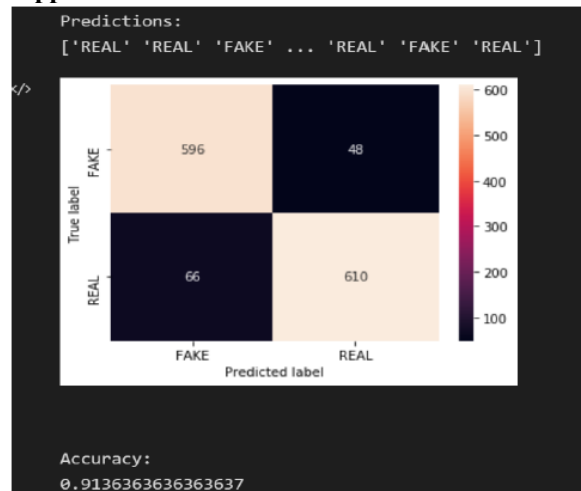 Predictions:
['REAL' 'REAL' 'FAKE' ... 'REAL' 'FAKE' 'REAL']
</>
600
596
48
FAKE
500
400
True label
300
66
610
REAL
200
100
FAKE
REAL
Predicted label
Accuracy:
0.9136363636363637